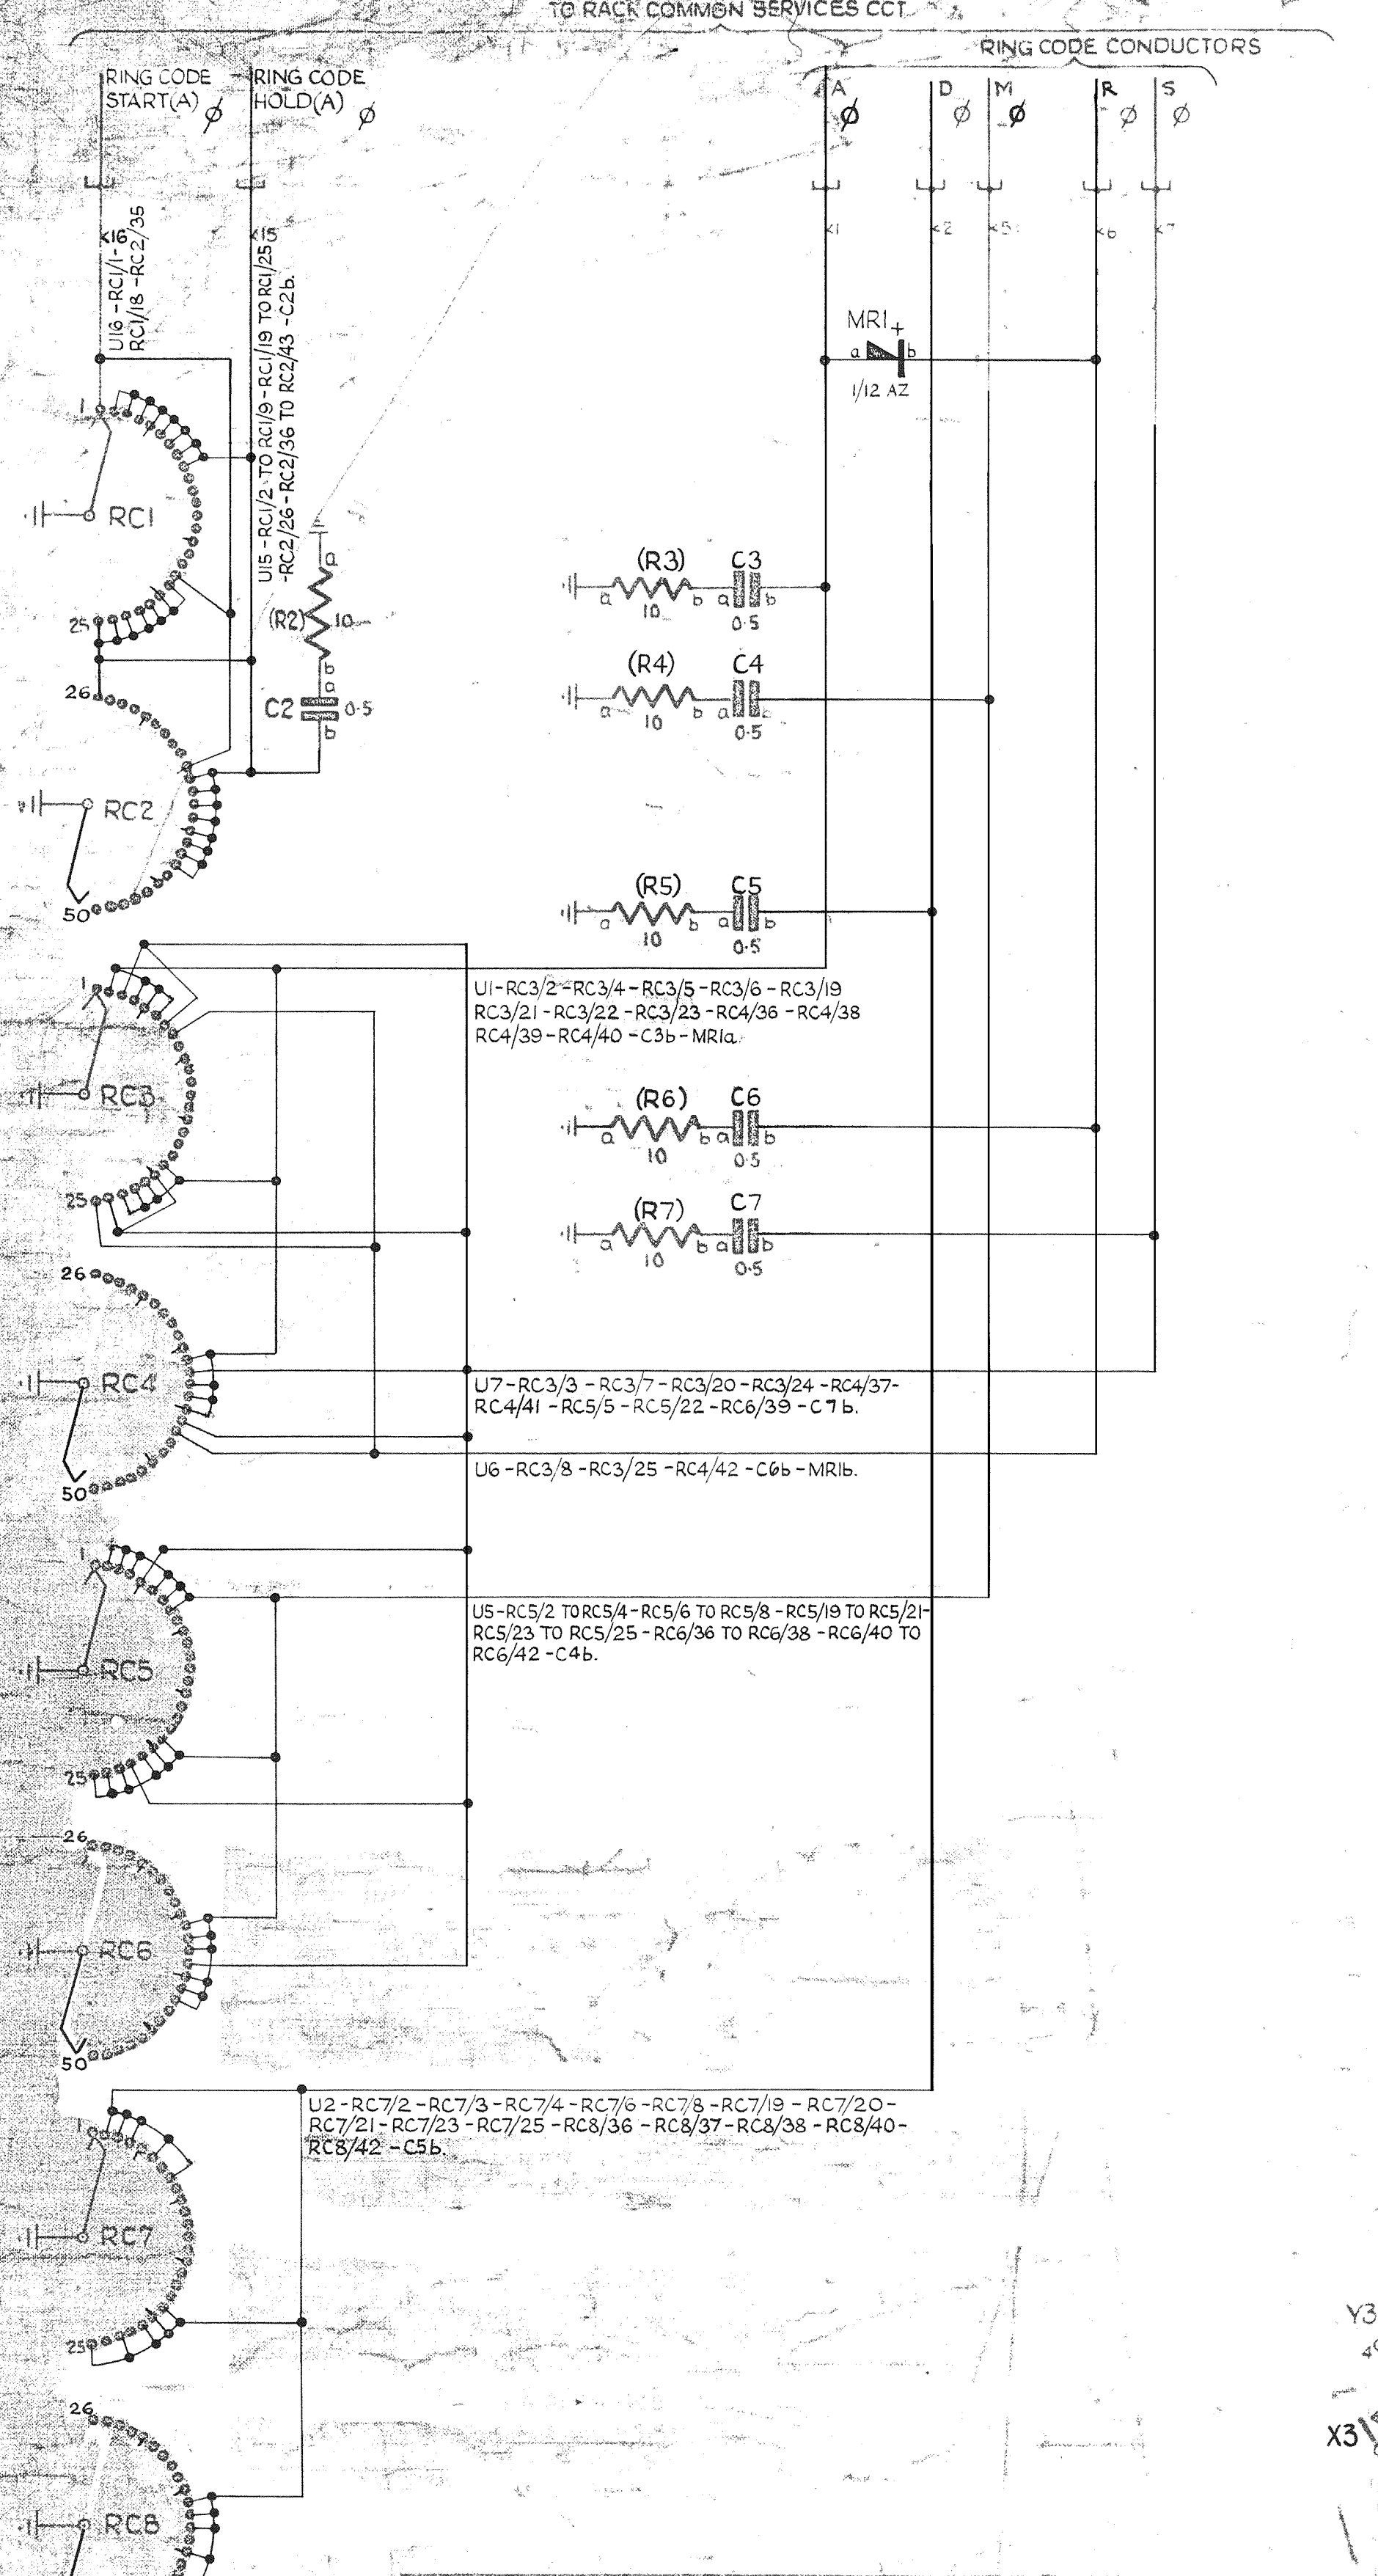 TO RACK COMMON SERVICES CCT
RING CODE CONDUCTORS
RING CODE
START(A) Ø
RING CODE
HOLD(A) Ø
A Ø
D Ø
M Ø
R Ø
S Ø
16
15
1
2
5
6
7
U16-RC1/1-
RC1/18-RC2/35
U15-RC1/2 TO RC1/9-RC1/19 TO RC1/25
-RC2/26-RC2/36 TO RC2/43-C2b.
MR1
+
a b
1/12 AZ
1
RC1
25
a
(R2) 10
b
a
C2 0.5
b
26
RC2
50
(R3) C3
a b a b
10 0.5
(R4) C4
a b a b
10 0.5
(R5) C5
a b a b
10 0.5
U1-RC3/2-RC3/4-RC3/5-RC3/6-RC3/19
RC3/21-RC3/22-RC3/23-RC4/36-RC4/38
RC4/39-RC4/40-C3b-MR1a.
1
RC3
25
(R6) C6
a b a b
10 0.5
(R7) C7
a b a b
10 0.5
26
RC4
50
U7-RC3/3-RC3/7-RC3/20-RC3/24-RC4/37-
RC4/41-RC5/5-RC5/22-RC6/39-C7b.
U6-RC3/8-RC3/25-RC4/42-C6b-MR1b.
1
RC5
25
U5-RC5/2 TO RC5/4-RC5/6 TO RC5/8-RC5/19 TO RC5/21-
RC5/23 TO RC5/25-RC6/36 TO RC6/38-RC6/40 TO
RC6/42-C4b.
26
RC6
50
U2-RC7/2-RC7/3-RC7/4-RC7/6-RC7/8-RC7/19-RC7/20-
RC7/21-RC7/23-RC7/25-RC8/36-RC8/37-RC8/38-RC8/40-
RC8/42-C5b.
1
RC7
25
26
RC8
Y3
X3